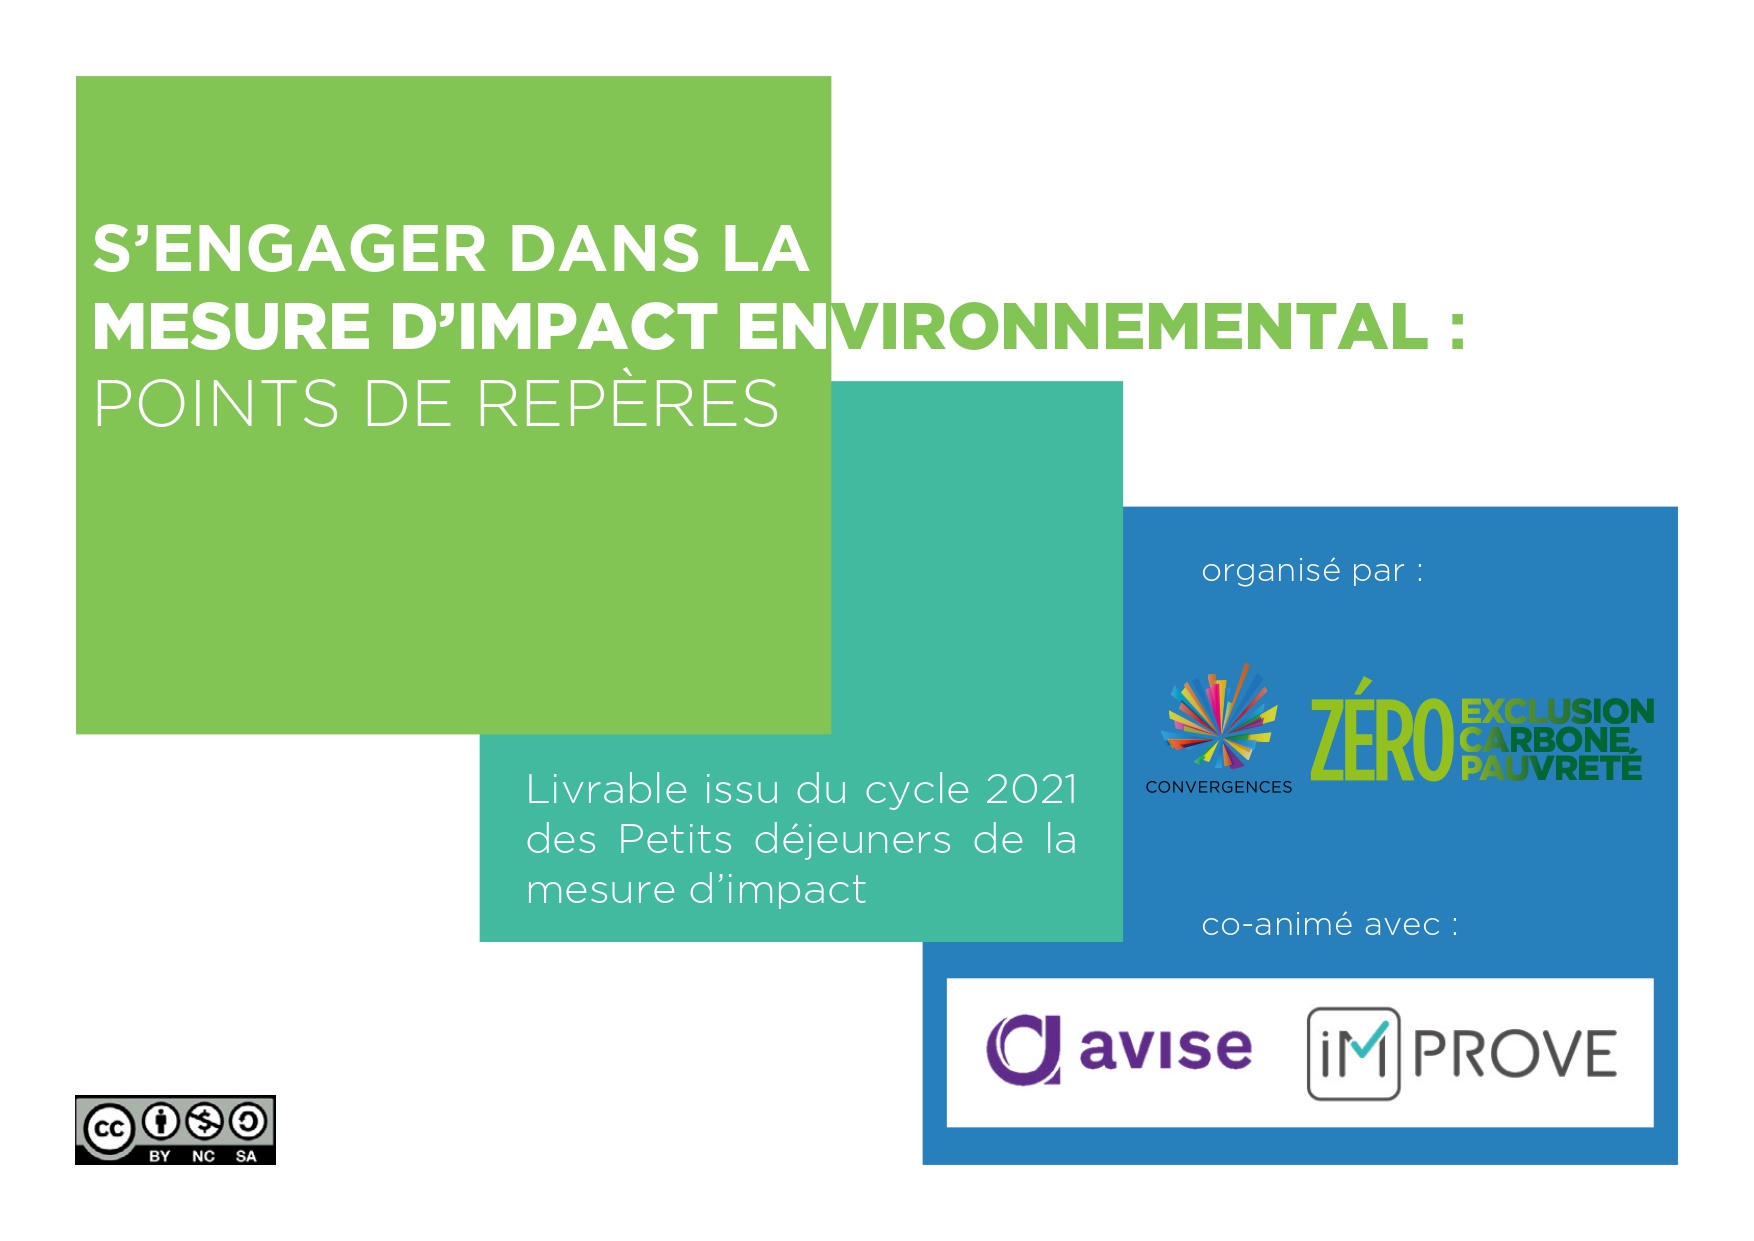 S’ENGAGER DANS LA
MESURE D’IMPACT ENVIRONNEMENTAL :
POINTS DE REPÈRES
organisé par :
CONVERGENCES
ZÉRO
EXCLUSION
CARBONE
PAUVRETÉ
Livrable issu du cycle 2021
des Petits déjeuners de la
mesure d’impact
co-animé avec :
avise
iMPROVE
cc
BY NC SA